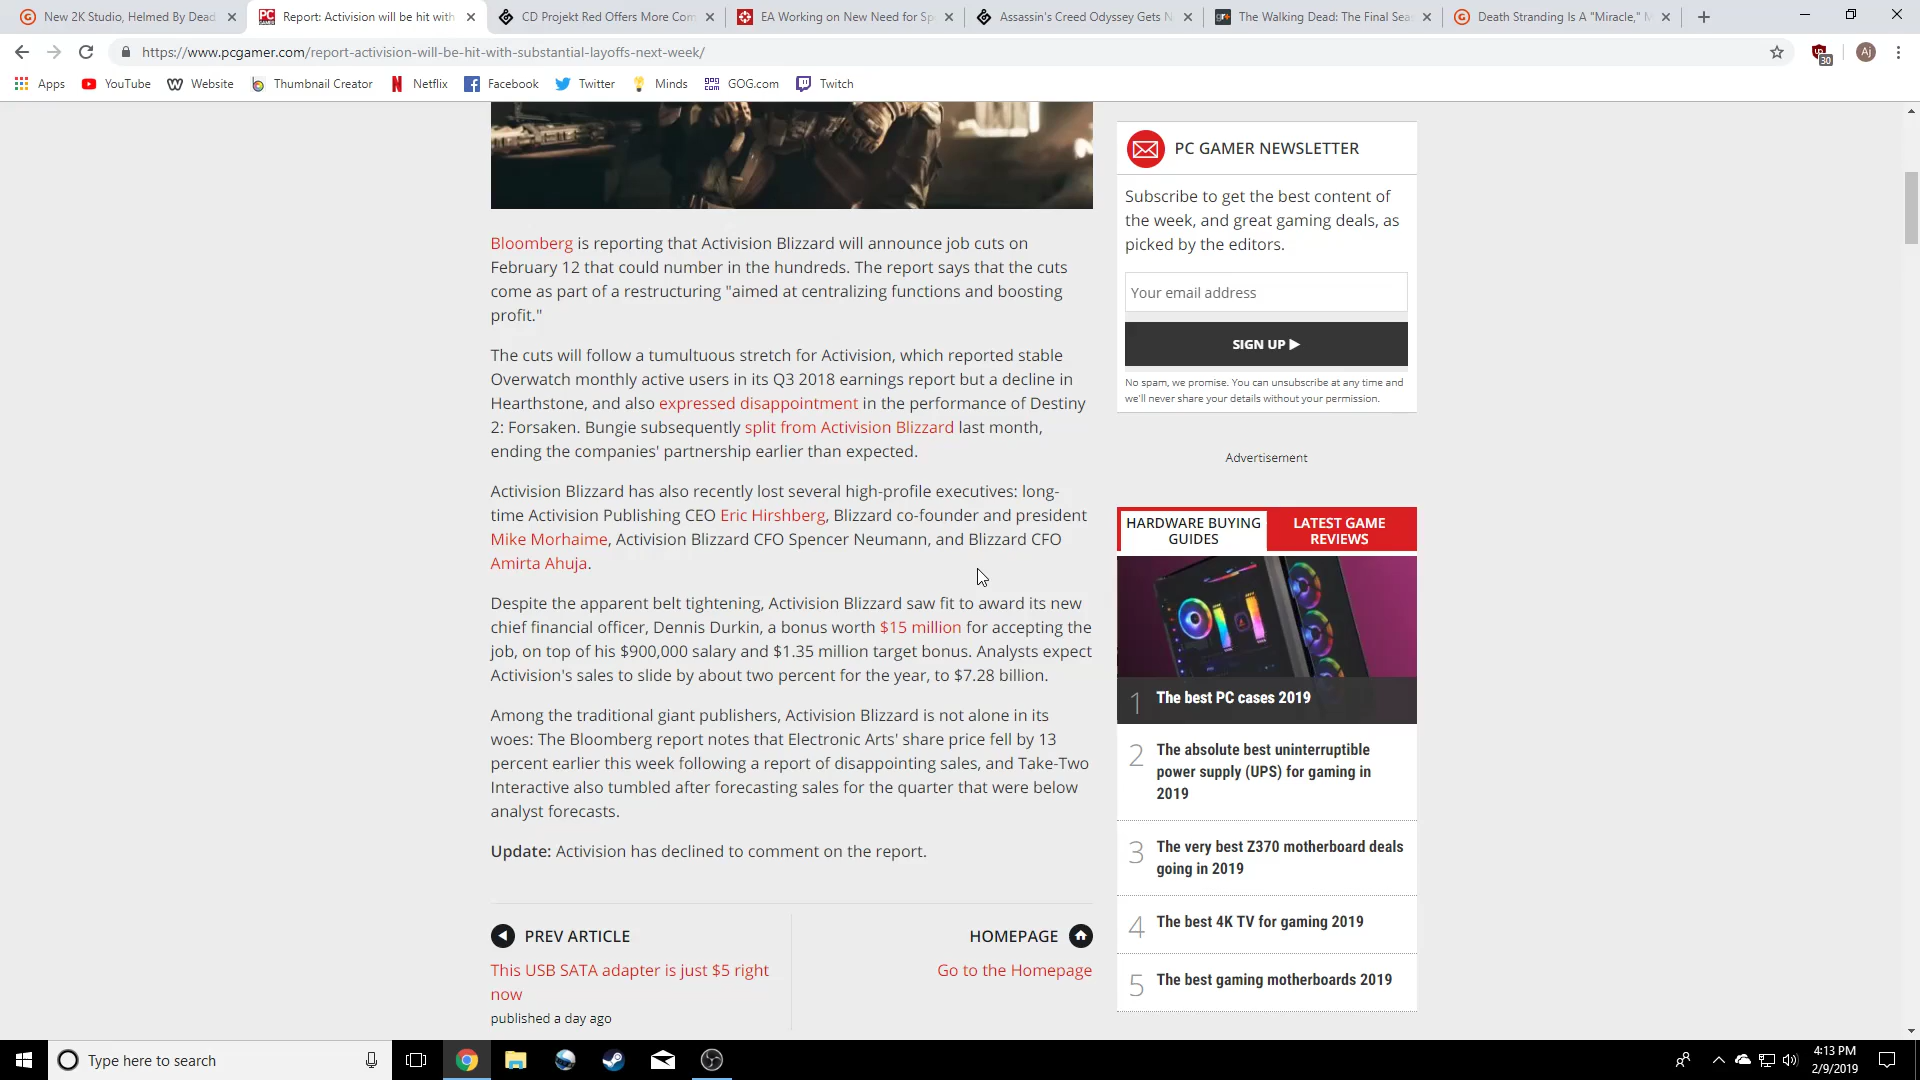 New 2K Studio, Helmed By Dead
Report: Activision will be hit with
CD Projekt Red Offers More Com
EA Working on New Need for Sp
Assassin's Creed Odyssey Gets N
The Walking Dead: The Final Sea
Death Stranding Is A "Miracle," M
https://www.pcgamer.com/report-activision-will-be-hit-with-substantial-layoffs-next-week/
30
Aj
Apps
YouTube
Website
Thumbnail Creator
Netflix
Facebook
Twitter
Minds
GOG.com
Twitch
Bloomberg is reporting that Activision Blizzard will announce job cuts on
February 12 that could number in the hundreds. The report says that the cuts
come as part of a restructuring "aimed at centralizing functions and boosting
profit."
The cuts will follow a tumultuous stretch for Activision, which reported stable
Overwatch monthly active users in its Q3 2018 earnings report but a decline in
Hearthstone, and also expressed disappointment in the performance of Destiny
2: Forsaken. Bungie subsequently split from Activision Blizzard last month,
ending the companies' partnership earlier than expected.
Activision Blizzard has also recently lost several high-profile executives: long-
time Activision Publishing CEO Eric Hirshberg, Blizzard co-founder and president
Mike Morhaime, Activision Blizzard CFO Spencer Neumann, and Blizzard CFO
Amirta Ahuja.
Despite the apparent belt tightening, Activision Blizzard saw fit to award its new
chief financial officer, Dennis Durkin, a bonus worth $15 million for accepting the
job, on top of his $900,000 salary and $1.35 million target bonus. Analysts expect
Activision's sales to slide by about two percent for the year, to $7.28 billion.
Among the traditional giant publishers, Activision Blizzard is not alone in its
woes: The Bloomberg report notes that Electronic Arts' share price fell by 13
percent earlier this week following a report of disappointing sales, and Take-Two
Interactive also tumbled after forecasting sales for the quarter that were below
analyst forecasts.
Update: Activision has declined to comment on the report.
PREV ARTICLE
This USB SATA adapter is just $5 right
now
published a day ago
HOMEPAGE
Go to the Homepage
PC GAMER NEWSLETTER
Subscribe to get the best content of
the week, and great gaming deals, as
picked by the editors.
Your email address
SIGN UP
No spam, we promise. You can unsubscribe at any time and
we'll never share your details without your permission.
Advertisement
HARDWARE BUYING
GUIDES
LATEST GAME
REVIEWS
1 The best PC cases 2019
2 The absolute best uninterruptible
power supply (UPS) for gaming in
2019
3 The very best Z370 motherboard deals
going in 2019
4 The best 4K TV for gaming 2019
5 The best gaming motherboards 2019
Type here to search
4:13 PM
2/9/2019